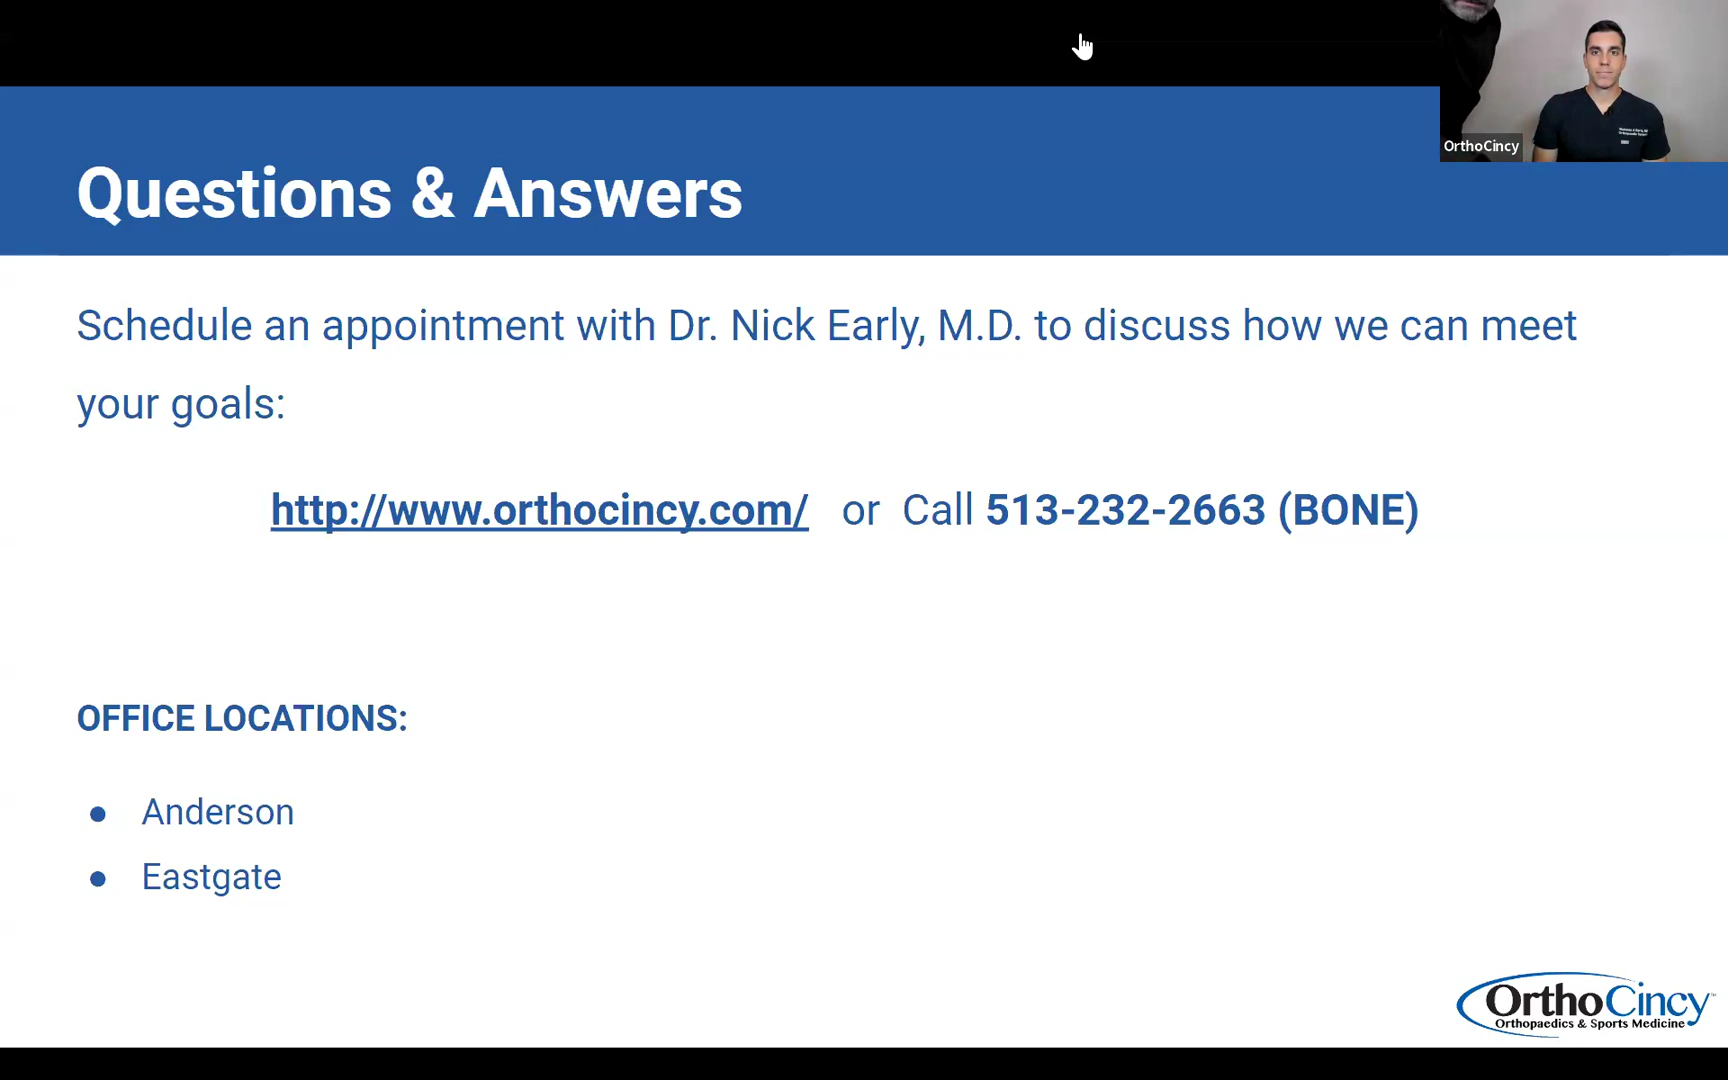 OrthoCincy
Questions & Answers
Schedule an appointment with Dr. Nick Early, M.D. to discuss how we can meet
your goals:
http://www.orthocincy.com/ or Call 513-232-2663 (BONE)
OFFICE LOCATIONS:
● Anderson
● Eastgate
OrthoCincy™
Orthopaedics & Sports Medicine